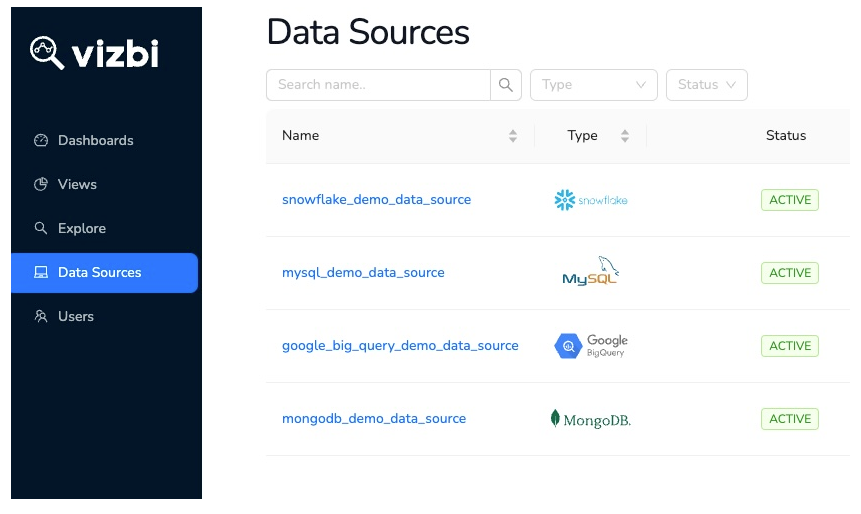 vizbi
Dashboards
Views
Explore
Data Sources
Users
Data Sources
Search name..
Type
Status
Name
Type
Status
snowflake_demo_data_source
snowflake
ACTIVE
mysql_demo_data_source
MySQL
ACTIVE
google_big_query_demo_data_source
Google
BigQuery
ACTIVE
mongodb_demo_data_source
MongoDB.
ACTIVE